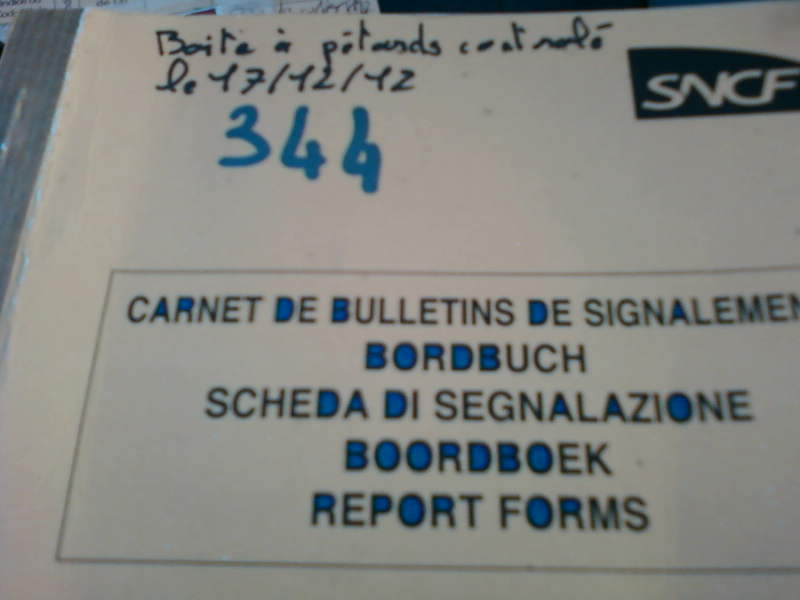 Boite à pétards controlé
le 17/12/12
SNCF
344
CARNET DE BULLETINS DE SIGNALEMEN
BORDBUCH
SCHEDA DI SEGNALAZIONE
BOORDBOEK
REPORT FORMS